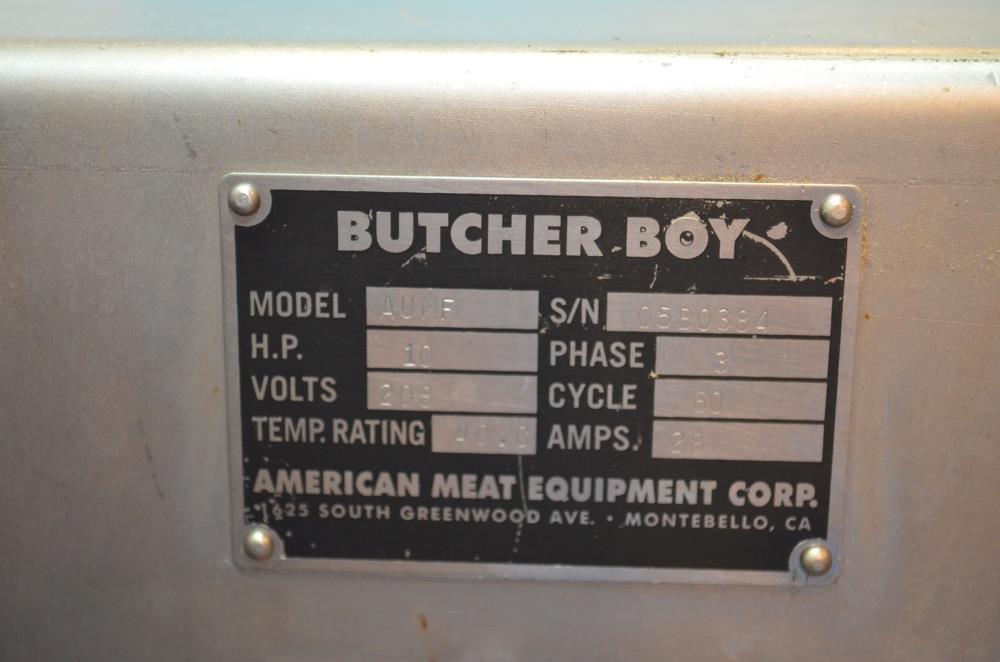 BUTCHER BOY
MODEL AUMF S/N 05B0384
H.P. 10 PHASE 3
VOLTS 208 CYCLE 60
TEMP. RATING 40.C AMPS. 28
AMERICAN MEAT EQUIPMENT CORP.
1625 SOUTH GREENWOOD AVE. • MONTEBELLO, CA